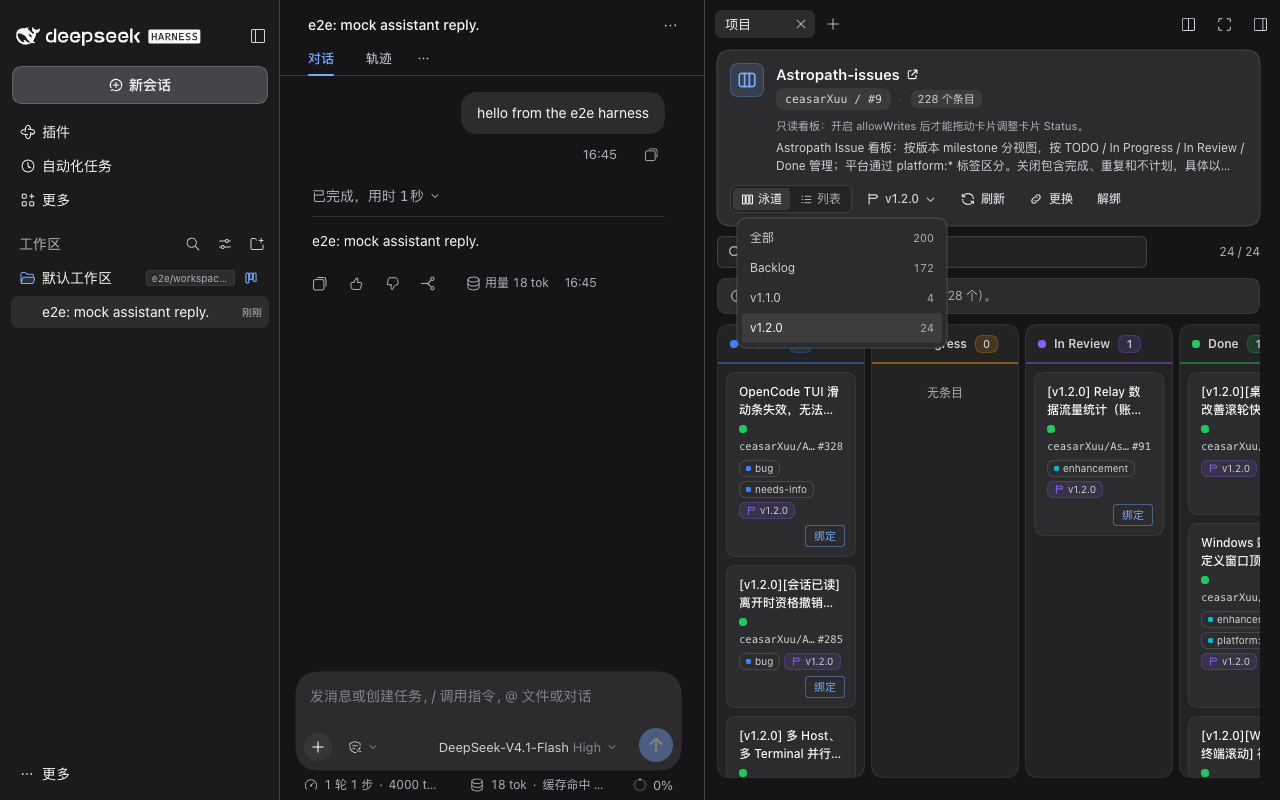 deepseek HARNESS
新会话
插件
自动化任务
更多
工作区
默认工作区 e2e/workspac...
e2e: mock assistant reply. 刚刚
更多
e2e: mock assistant reply.
对话 轨迹
hello from the e2e harness
16:45
已完成，用时 1 秒
e2e: mock assistant reply.
用量 18 tok 16:45
发消息或创建任务, / 调用指令, @ 文件或对话
DeepSeek-V4.1-Flash High
1 轮 1 步 · 4000 t...
18 tok · 缓存命中 ...
0%
项目
Astropath-issues
ceasarXuu / #9 · 228 个条目
只读看板：开启 allowWrites 后才能拖动卡片调整卡片 Status。
Astropath Issue 看板：按版本 milestone 分视图，按 TODO / In Progress / In Review /
Done 管理；平台通过 platform:* 标签区分。关闭包含完成、重复和不计划，具体以...
泳道 列表 v1.2.0 刷新 更换 解绑
全部 200
Backlog 172
v1.1.0 4
v1.2.0 24
24 / 24
28 个）。
gress 0
In Review 1
Done
OpenCode TUI 滑
动条失效，无法...
ceasarXuu/A... #328
bug
needs-info
v1.2.0
绑定
[v1.2.0][会话已读]
离开时资格撤销...
ceasarXuu/A... #285
bug v1.2.0
绑定
[v1.2.0] 多 Host、
多 Terminal 并行...
无条目
[v1.2.0] Relay 数
据流量统计（账...
ceasarXuu/As... #91
enhancement
v1.2.0
绑定
[v1.2.0][桌
改善滚轮快
ceasarXuu/
v1.2.0
Windows
定义窗口顶
ceasarXuu/
enhancer
platform:
v1.2.0
[v1.2.0][W
终端滚动]